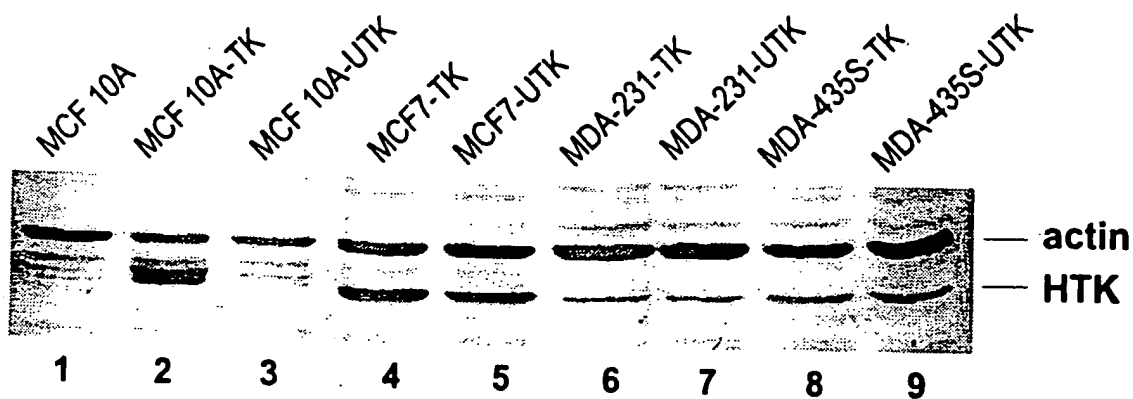 MCF 10A
MCF 10A-TK
MCF 10A-UTK
MCF7-TK
MCF7-UTK
MDA-231-TK
MDA-231-UTK
MDA-435S-TK
MDA-435S-UTK
actin
HTK
1 2 3 4 5 6 7 8 9